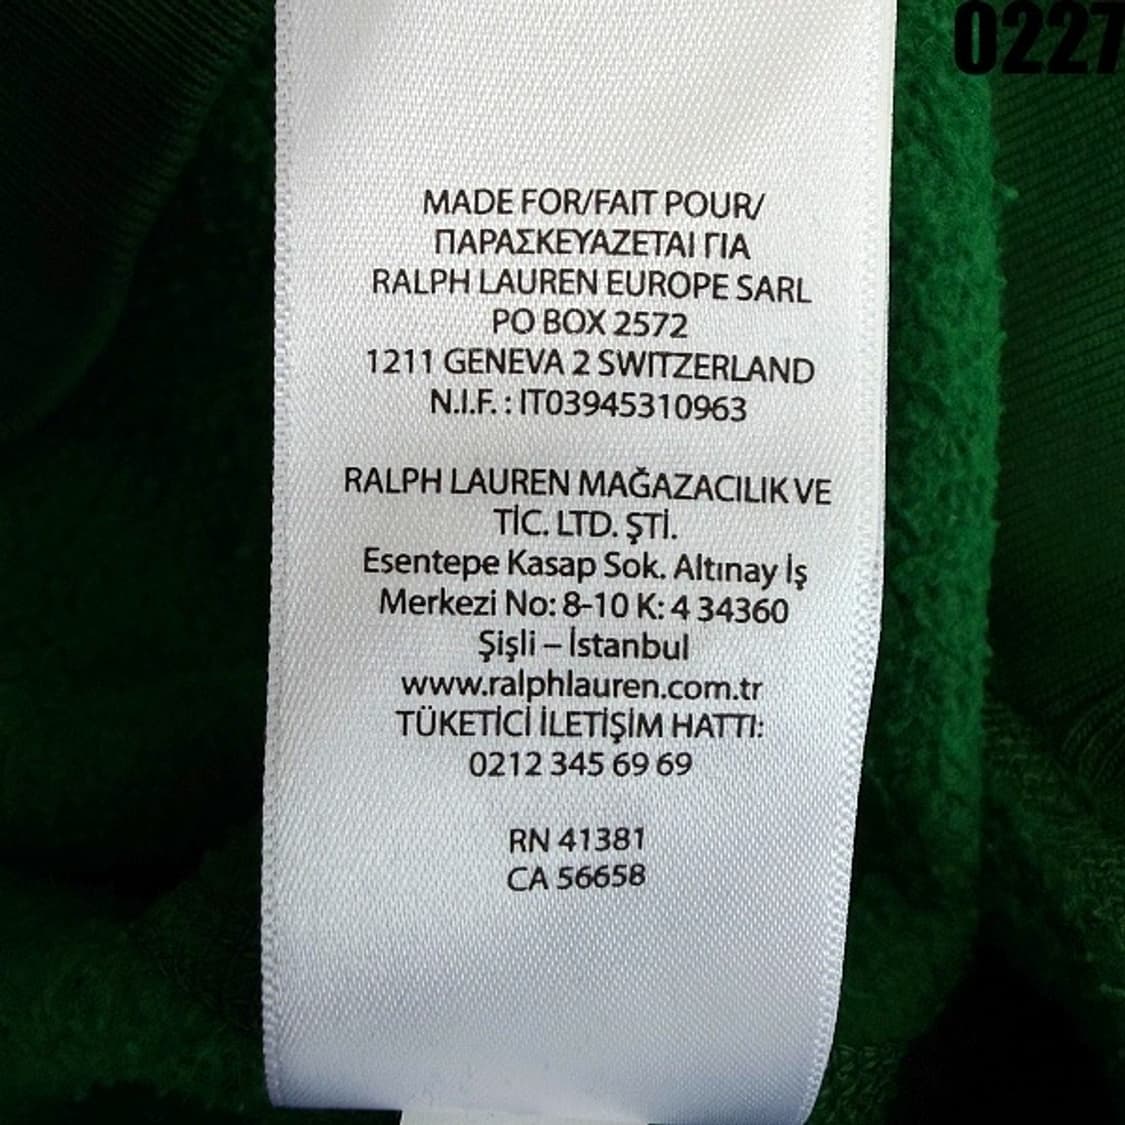 0227
MADE FOR/FAIT POUR/
ΠΑΡΑΣΚΕΥΑΖΕΤΑΙ ΓΙΑ
RALPH LAUREN EUROPE SARL
PO BOX 2572
1211 GENEVA 2 SWITZERLAND
N.I.F. : IT03945310963
RALPH LAUREN MAĞAZACILIK VE
TİC. LTD. ŞTİ.
Esentepe Kasap Sok. Altınay İş
Merkezi No: 8-10 K: 4 34360
Şişli – İstanbul
www.ralphlauren.com.tr
TÜKETİCİ İLETİŞİM HATTI:
0212 345 69 69
RN 41381
CA 56658